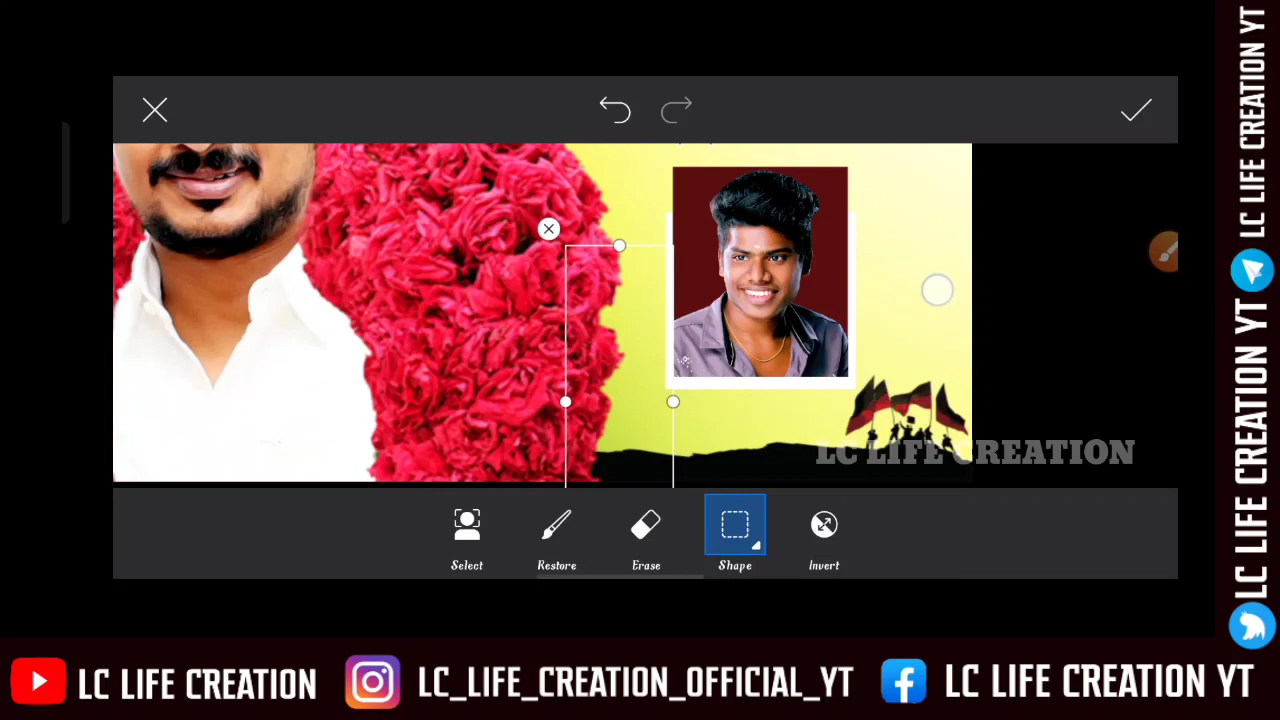 LC LIFE CREATION
Select
Restore
Erase
Shape
Invert
LC LIFE CREATION
LC_LIFE_CREATION_OFFICIAL_YT
LC LIFE CREATION YT
LC LIFE CREATION YT
LC LIFE CREATION YT